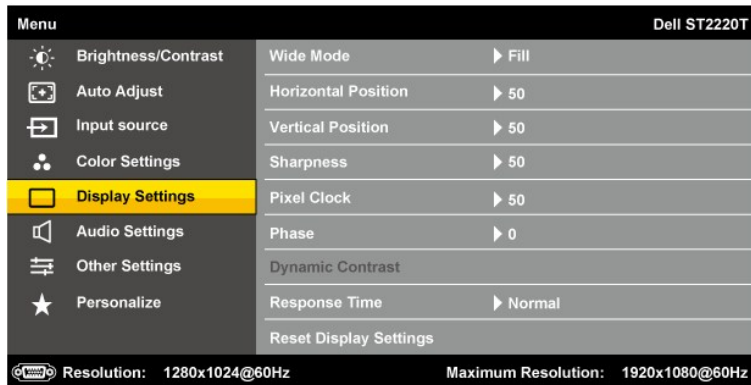 Menu Dell ST2220T
Brightness/Contrast Wide Mode Fill
Auto Adjust Horizontal Position 50
Input source Vertical Position 50
Color Settings Sharpness 50
Display Settings Pixel Clock 50
Audio Settings Phase 0
Other Settings Dynamic Contrast
Personalize Response Time Normal
Reset Display Settings
Resolution: 1280x1024@60Hz Maximum Resolution: 1920x1080@60Hz